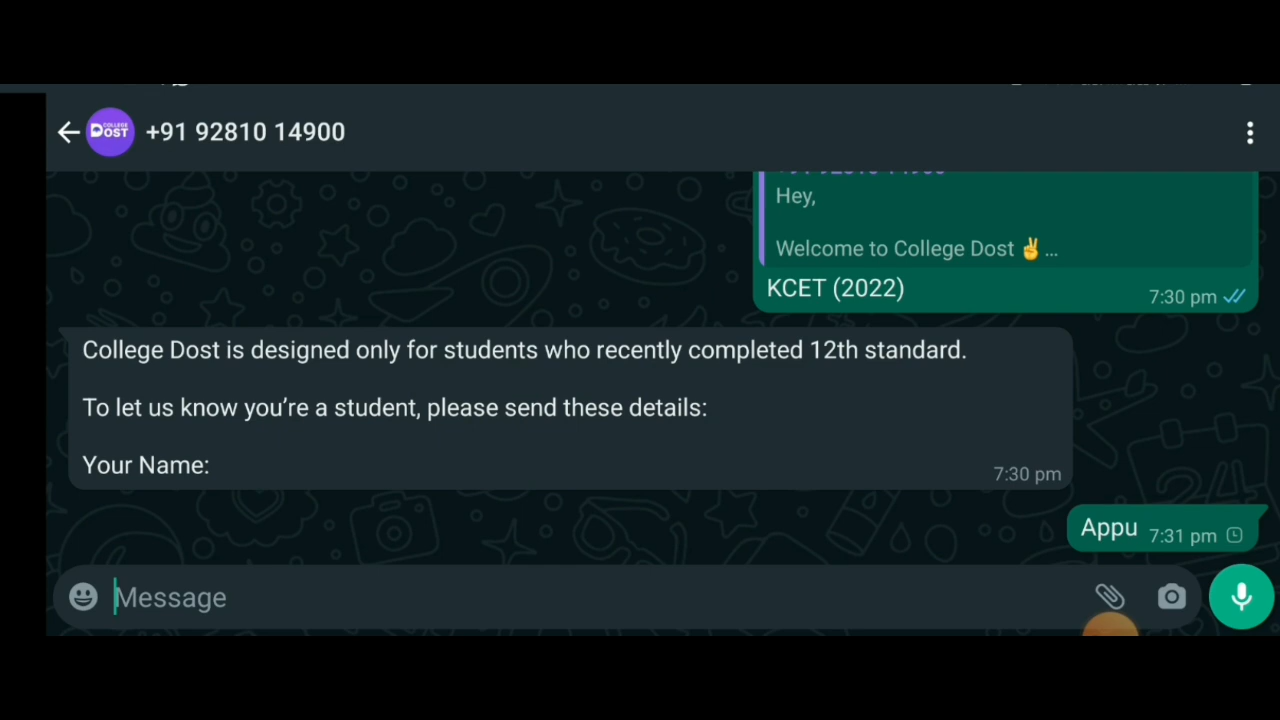 COLLEGE
DOST
+91 92810 14900
Hey,
Welcome to College Dost ✌️...
KCET (2022)
7:30 pm
College Dost is designed only for students who recently completed 12th standard.
To let us know you’re a student, please send these details:
Your Name:
7:30 pm
Appu
7:31 pm
Message